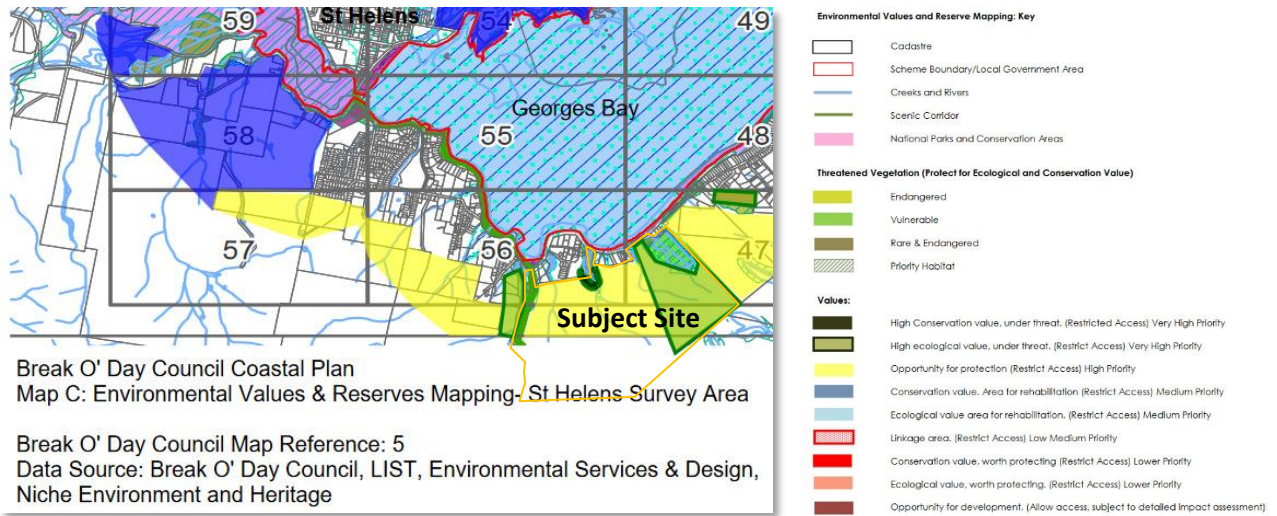 St Helens
59
54
49
Georges Bay
58
55
48
57
56
47
Subject Site
Break O' Day Council Coastal Plan
Map C: Environmental Values & Reserves Mapping- St Helens Survey Area
Break O' Day Council Map Reference: 5
Data Source: Break O' Day Council, LIST, Environmental Services & Design,
Niche Environment and Heritage
Environmental Values and Reserve Mapping: Key
Cadastre
Scheme Boundary/Local Government Area
Creeks and Rivers
Scenic Corridor
National Parks and Conservation Areas
Threatened Vegetation (Protect for Ecological and Conservation Value)
Endangered
Vulnerable
Rare & Endangered
Priority Habitat
Values:
High Conservation value, under threat. (Restricted Access) Very High Priority
High ecological value, under threat. (Restrict Access) Very High Priority
Opportunity for protection (Restrict Access) High Priority
Conservation value. Area for rehabilitation (Restrict Access) Medium Priority
Ecological value area for rehabilitation. (Restrict Access) Medium Priority
Linkage area. (Restrict Access) Low Medium Priority
Conservation value, worth protecting (Restrict Access) Lower Priority
Ecological value, worth protecting. (Restrict Access) Lower Priority
Opportunity for development. (Allow access, subject to detailed impact assessment)